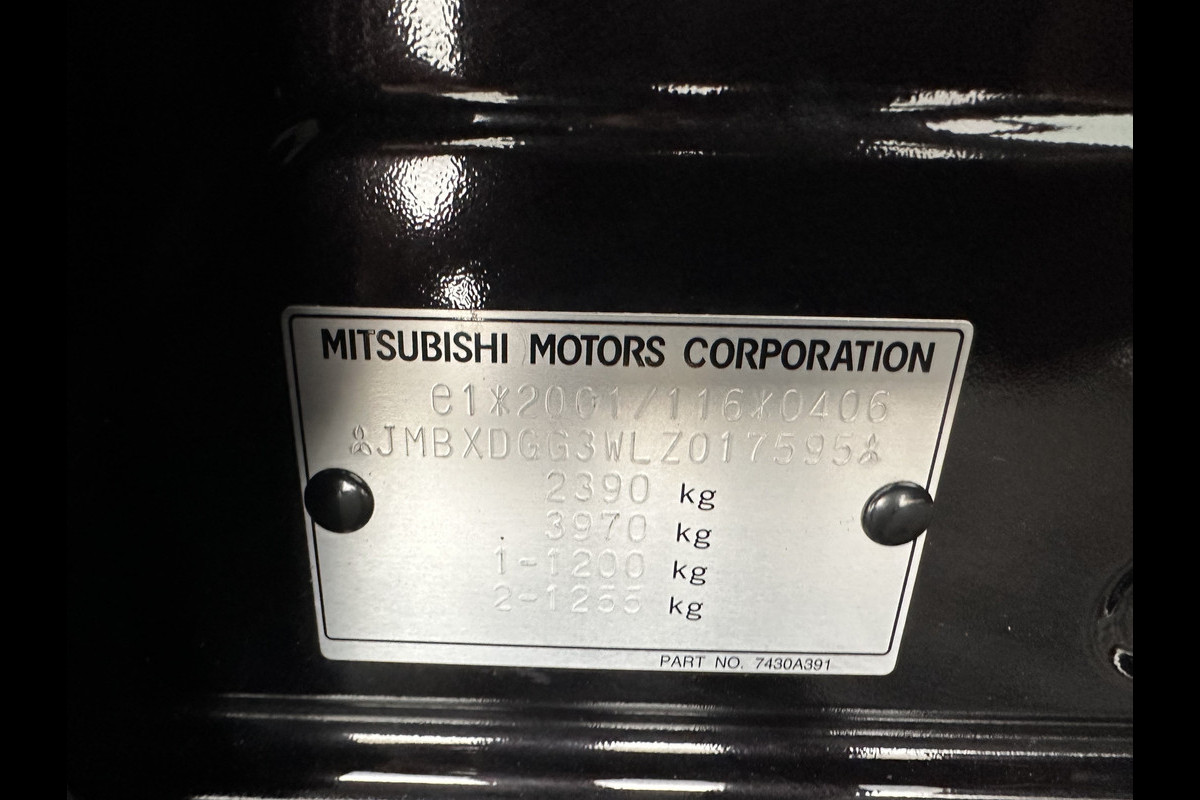 MITSUBISHI MOTORS CORPORATION
e1*2001/116*0406
JMBXDGG3WLZ017595
2390 kg
3970 kg
1-1200 kg
2-1255 kg
PART NO. 7430A391